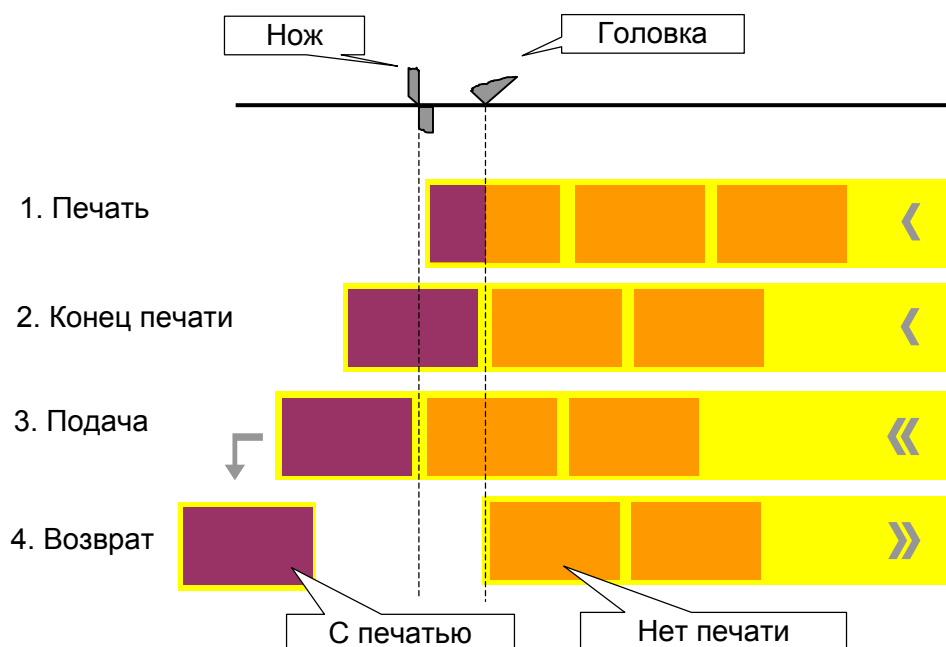 Нож
Головка
1. Печать
2. Конец печати
3. Подача
4. Возврат
С печатью
Нет печати